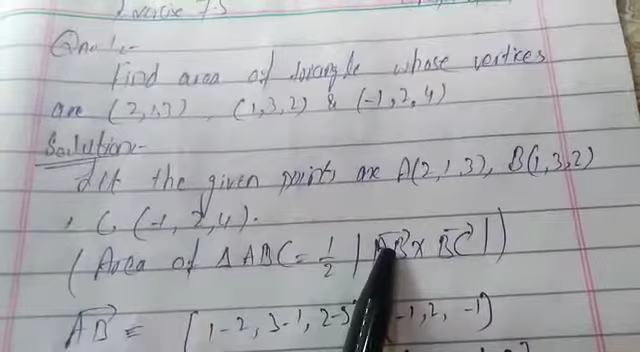 Exercise 7.5
Qno1:-
Find area of triangle whose vertices
are (2,1,3), (1,3,2) & (-1,2,4)
Solution:-
Let the given points are A(2,1,3), B(1,3,2)
, C, (-1, 2,4).
(Area of ΔABC = 1/2 | AB × BC |)
AB = [1-2, 3-1, 2-3 (-1, 2, -1)